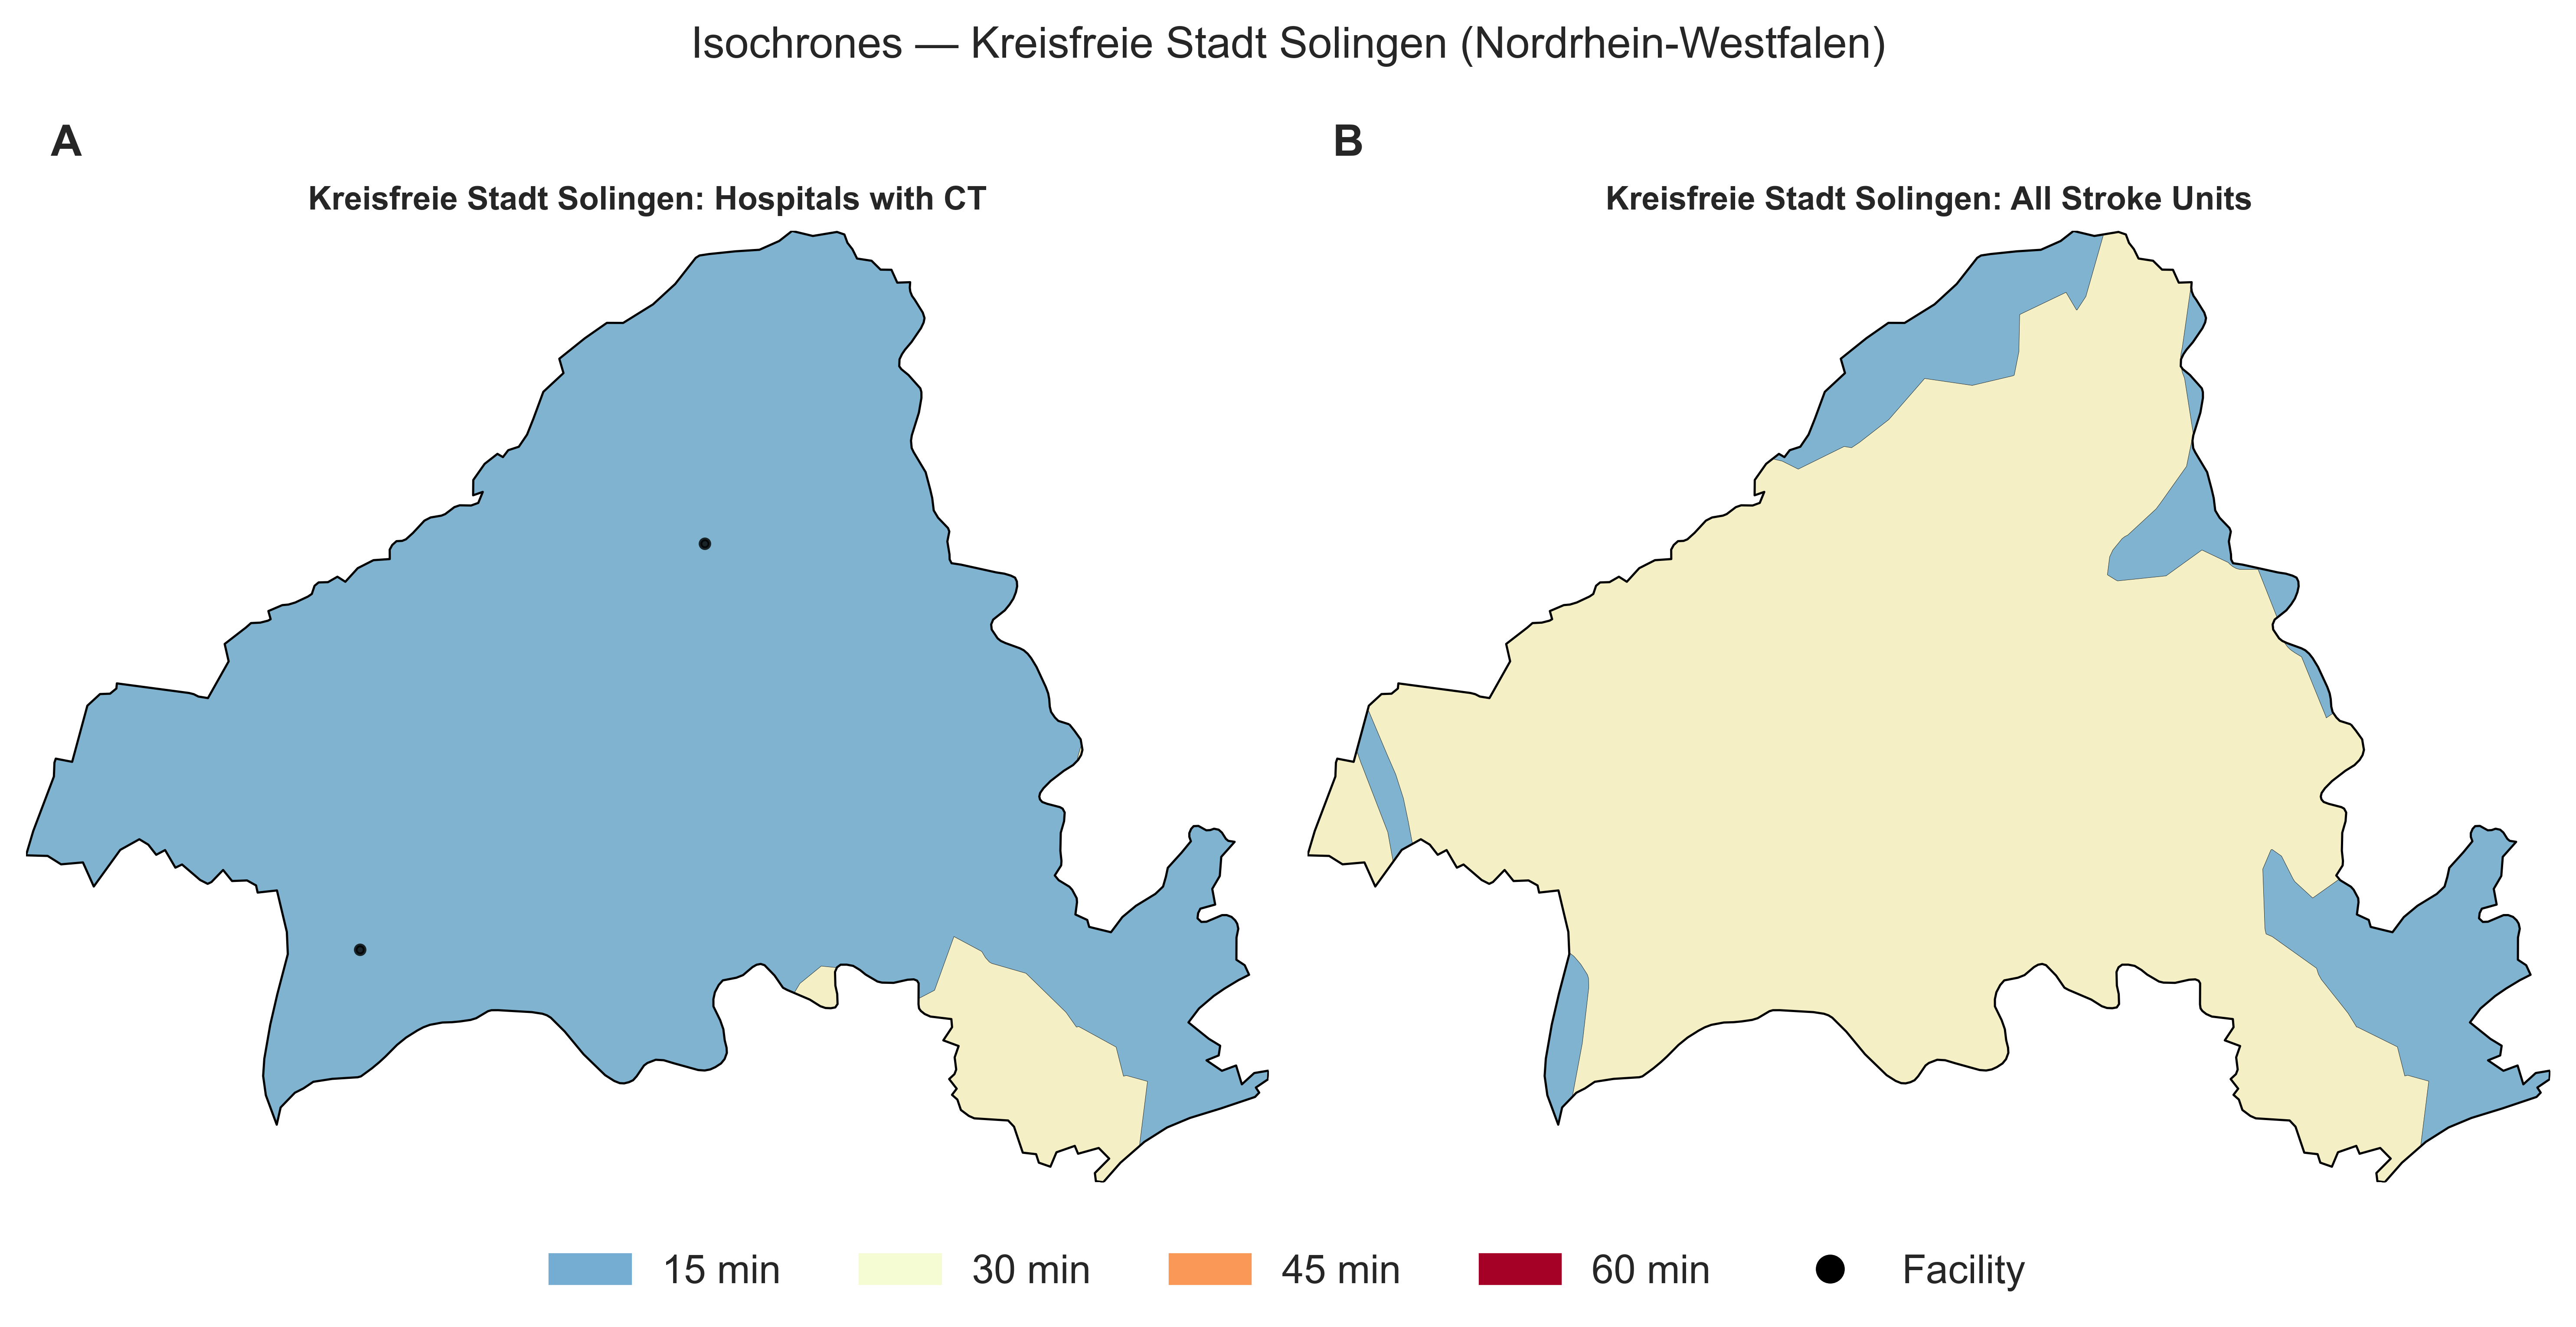 Isochrones — Kreisfreie Stadt Solingen (Nordrhein-Westfalen)
A
Kreisfreie Stadt Solingen: Hospitals with CT
B
Kreisfreie Stadt Solingen: All Stroke Units
15 min
30 min
45 min
60 min
Facility